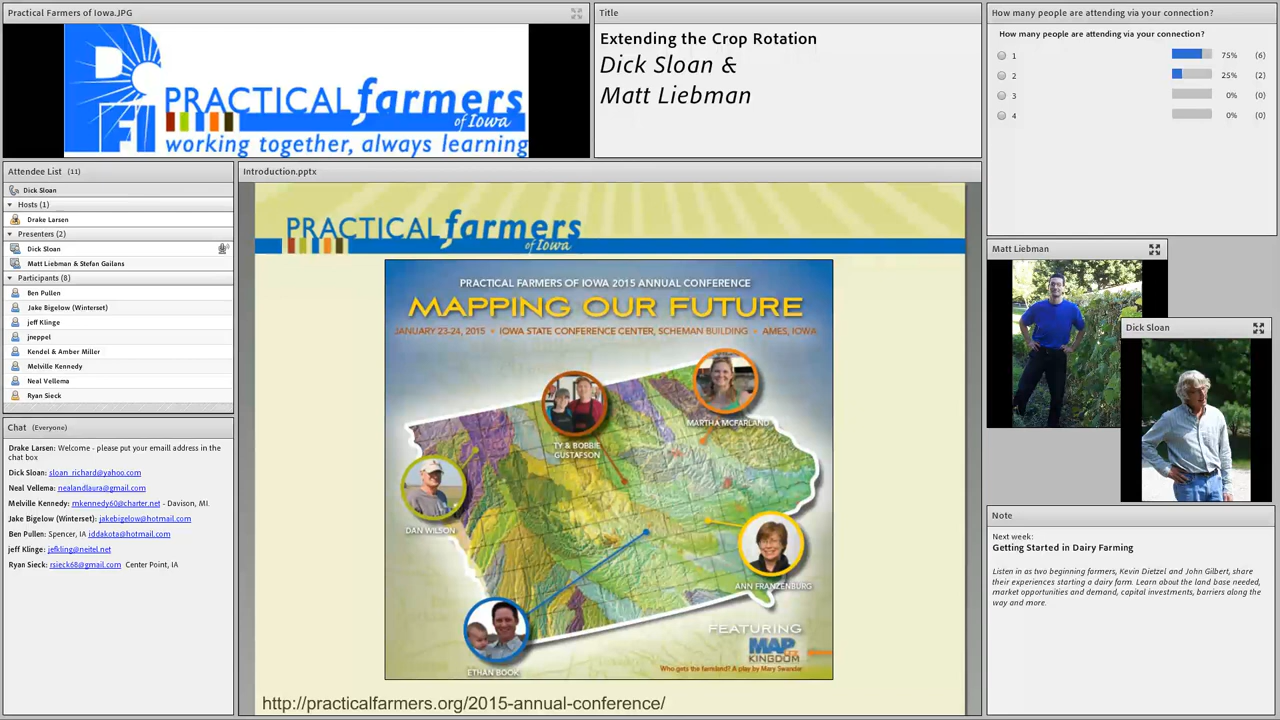 Practical Farmers of Iowa.JPG
PRACTICAL farmers
of Iowa
working together, always learning
Title
Extending the Crop Rotation
Dick Sloan &
Matt Liebman
How many people are attending via your connection?
How many people are attending via your connection?
1 75% (6)
2 25% (2)
3 0% (0)
4 0% (0)
Attendee List (11)
Dick Sloan
Hosts (1)
Drake Larsen
Presenters (2)
Dick Sloan
Matt Liebman & Stefan Gailans
Participants (8)
Ben Pullen
Jake Bigelow (Winterset)
jeff Klinge
jneppel
Kendel & Amber Miller
Melville Kennedy
Neal Vellema
Ryan Sieck
Chat (Everyone)
Drake Larsen: Welcome - please put your emaill address in the
chat box
Dick Sloan: sloan_richard@yahoo.com
Neal Vellema: nealandlaura@gmail.com
Melville Kennedy: mkennedy60@charter.net - Davison, MI.
Jake Bigelow (Winterset): jakebigelow@hotmail.com
Ben Pullen: Spencer, IA iddakota@hotmail.com
jeff Klinge: jefkling@neitel.net
Ryan Sieck: rsieck68@gmail.com Center Point, IA
Introduction.pptx
PRACTICAL farmers
of Iowa
PRACTICAL FARMERS OF IOWA 2015 ANNUAL CONFERENCE
MAPPING OUR FUTURE
JANUARY 23-24, 2015 • IOWA STATE CONFERENCE CENTER, SCHEMAN BUILDING • AMES, IOWA
MARTHA MCFARLAND
TY & BOBBIE
GUSTAFSON
DAN WILSON
ANN FRANZENBURG
ETHAN BOOK
FEATURING
MAP
KINGDOM
Who gets the farmland? A play by Mary Swander
http://practicalfarmers.org/2015-annual-conference/
Matt Liebman
Dick Sloan
Note
Next week:
Getting Started in Dairy Farming
Listen in as two beginning farmers, Kevin Dietzel and John Gilbert, share
their experiences starting a dairy farm. Learn about the land base needed,
market opportunities and demand, capital investments, barriers along the
way and more.